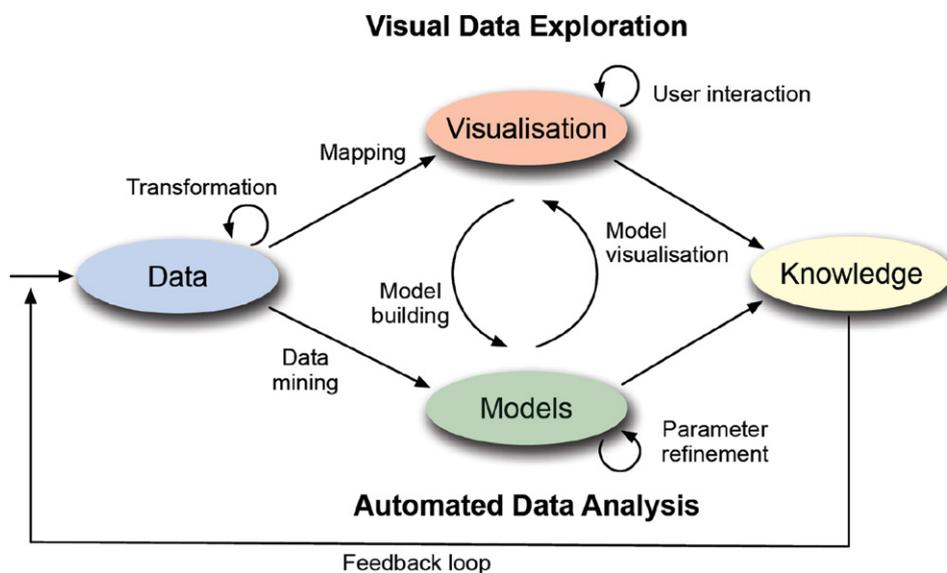 Visual Data Exploration
User interaction
Visualisation
Mapping
Transformation
Model
visualisation
Data
Knowledge
Model
building
Data
mining
Models
Parameter
refinement
Automated Data Analysis
Feedback loop